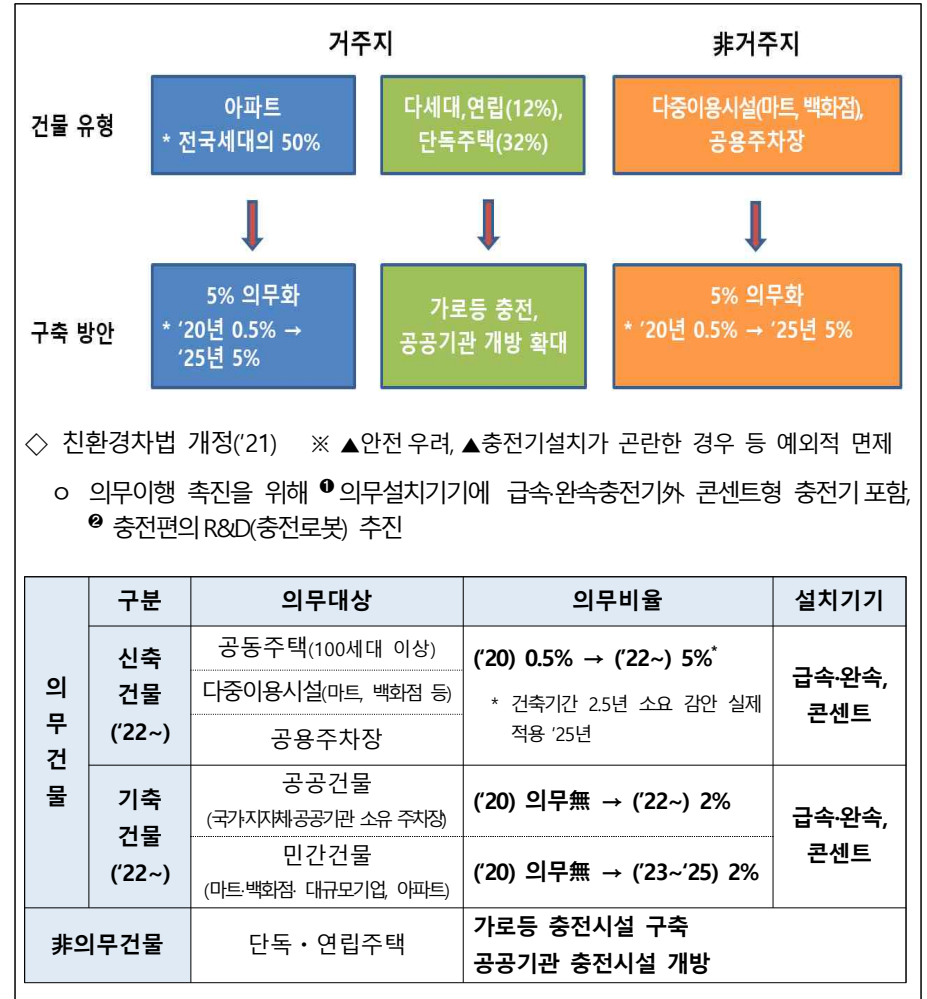 거주지 非거주지
건물 유형
아파트
* 전국세대의 50%
다세대,연립(12%),
단독주택(32%)
다중이용시설(마트, 백화점),
공용주차장
구축 방안
5% 의무화
* ‘20년 0.5% →
‘25년 5%
가로등 충전,
공공기관 개방 확대
5% 의무화
* ‘20년 0.5% → ‘25년 5%
◇ 친환경차법 개정(’21) ※ ▲안전 우려, ▲충전기설치가 곤란한 경우 등 예외적 면제
ㅇ 의무이행 촉진을 위해 ❶의무설치기기에 급속·완속충전기外 콘센트형 충전기 포함,
❷ 충전편의 R&D(충전로봇) 추진
구분 의무대상 의무비율 설치기기
의무건물
신축
건물
(‘22~)
공동주택(100세대 이상)
다중이용시설(마트, 백화점 등)
공용주차장
(‘20) 0.5% → (‘22~) 5%*
* 건축기간 2.5년 소요 감안 실제
적용 ‘25년
급속·완속,
콘센트
기축
건물
(‘22~)
공공건물
(국가·지자체·공공기관 소유 주차장)
(‘20) 의무無 → (‘22~) 2%
민간건물
(마트·백화점· 대규모기업, 아파트)
(‘20) 의무無 → (‘23~‘25) 2%
급속·완속,
콘센트
非의무건물 단독・연립주택
가로등 충전시설 구축
공공기관 충전시설 개방